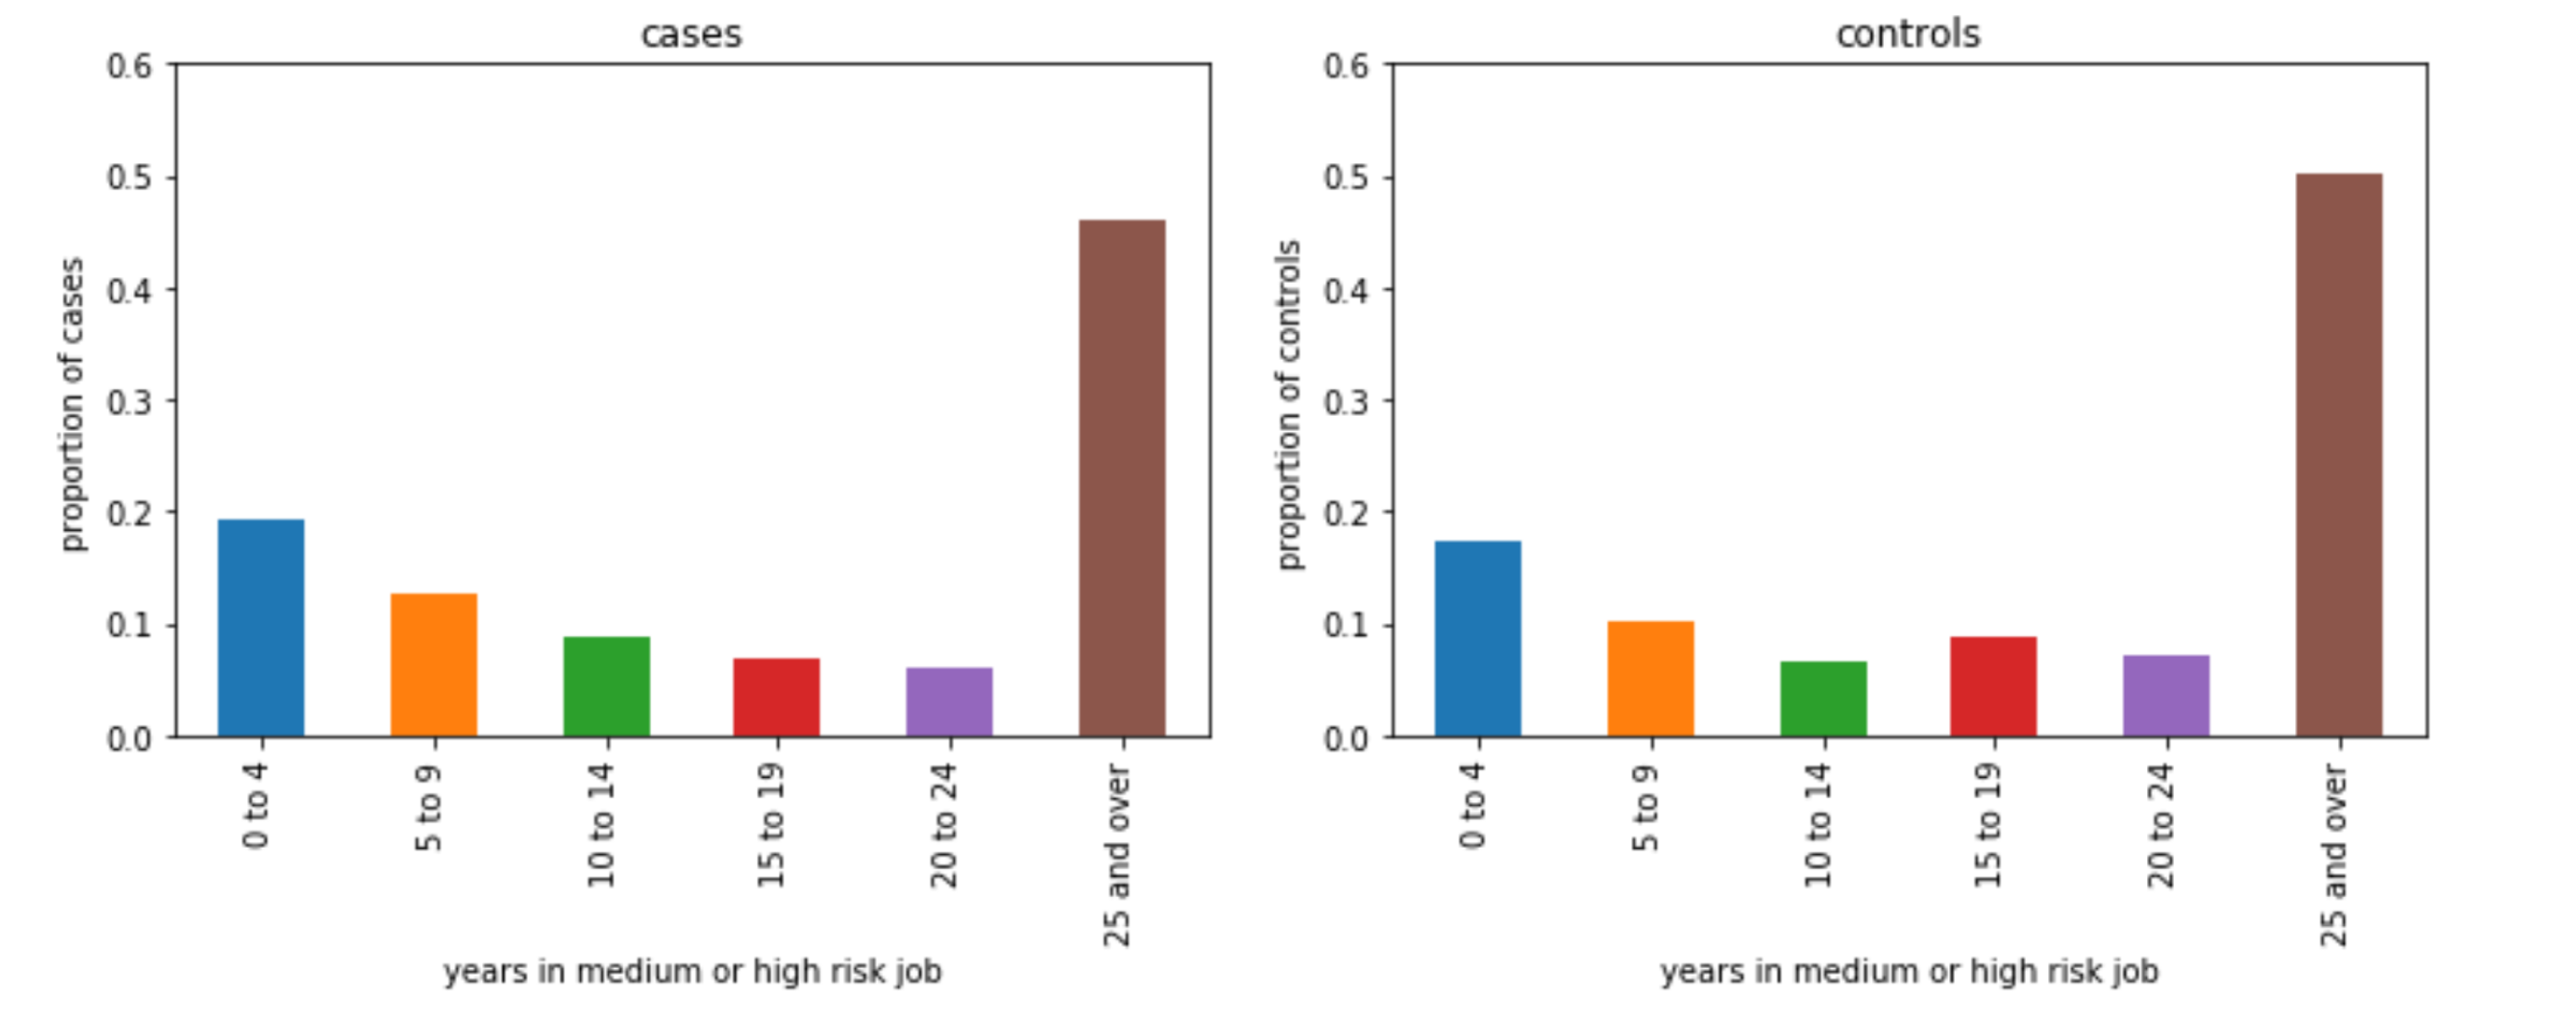 cases
0.6
0.5
0.4
0.3
0.2
0.1
0.0
proportion of cases
0 to 4
5 to 9
10 to 14
15 to 19
20 to 24
25 and over
years in medium or high risk job
controls
0.6
0.5
0.4
0.3
0.2
0.1
0.0
proportion of controls
0 to 4
5 to 9
10 to 14
15 to 19
20 to 24
25 and over
years in medium or high risk job